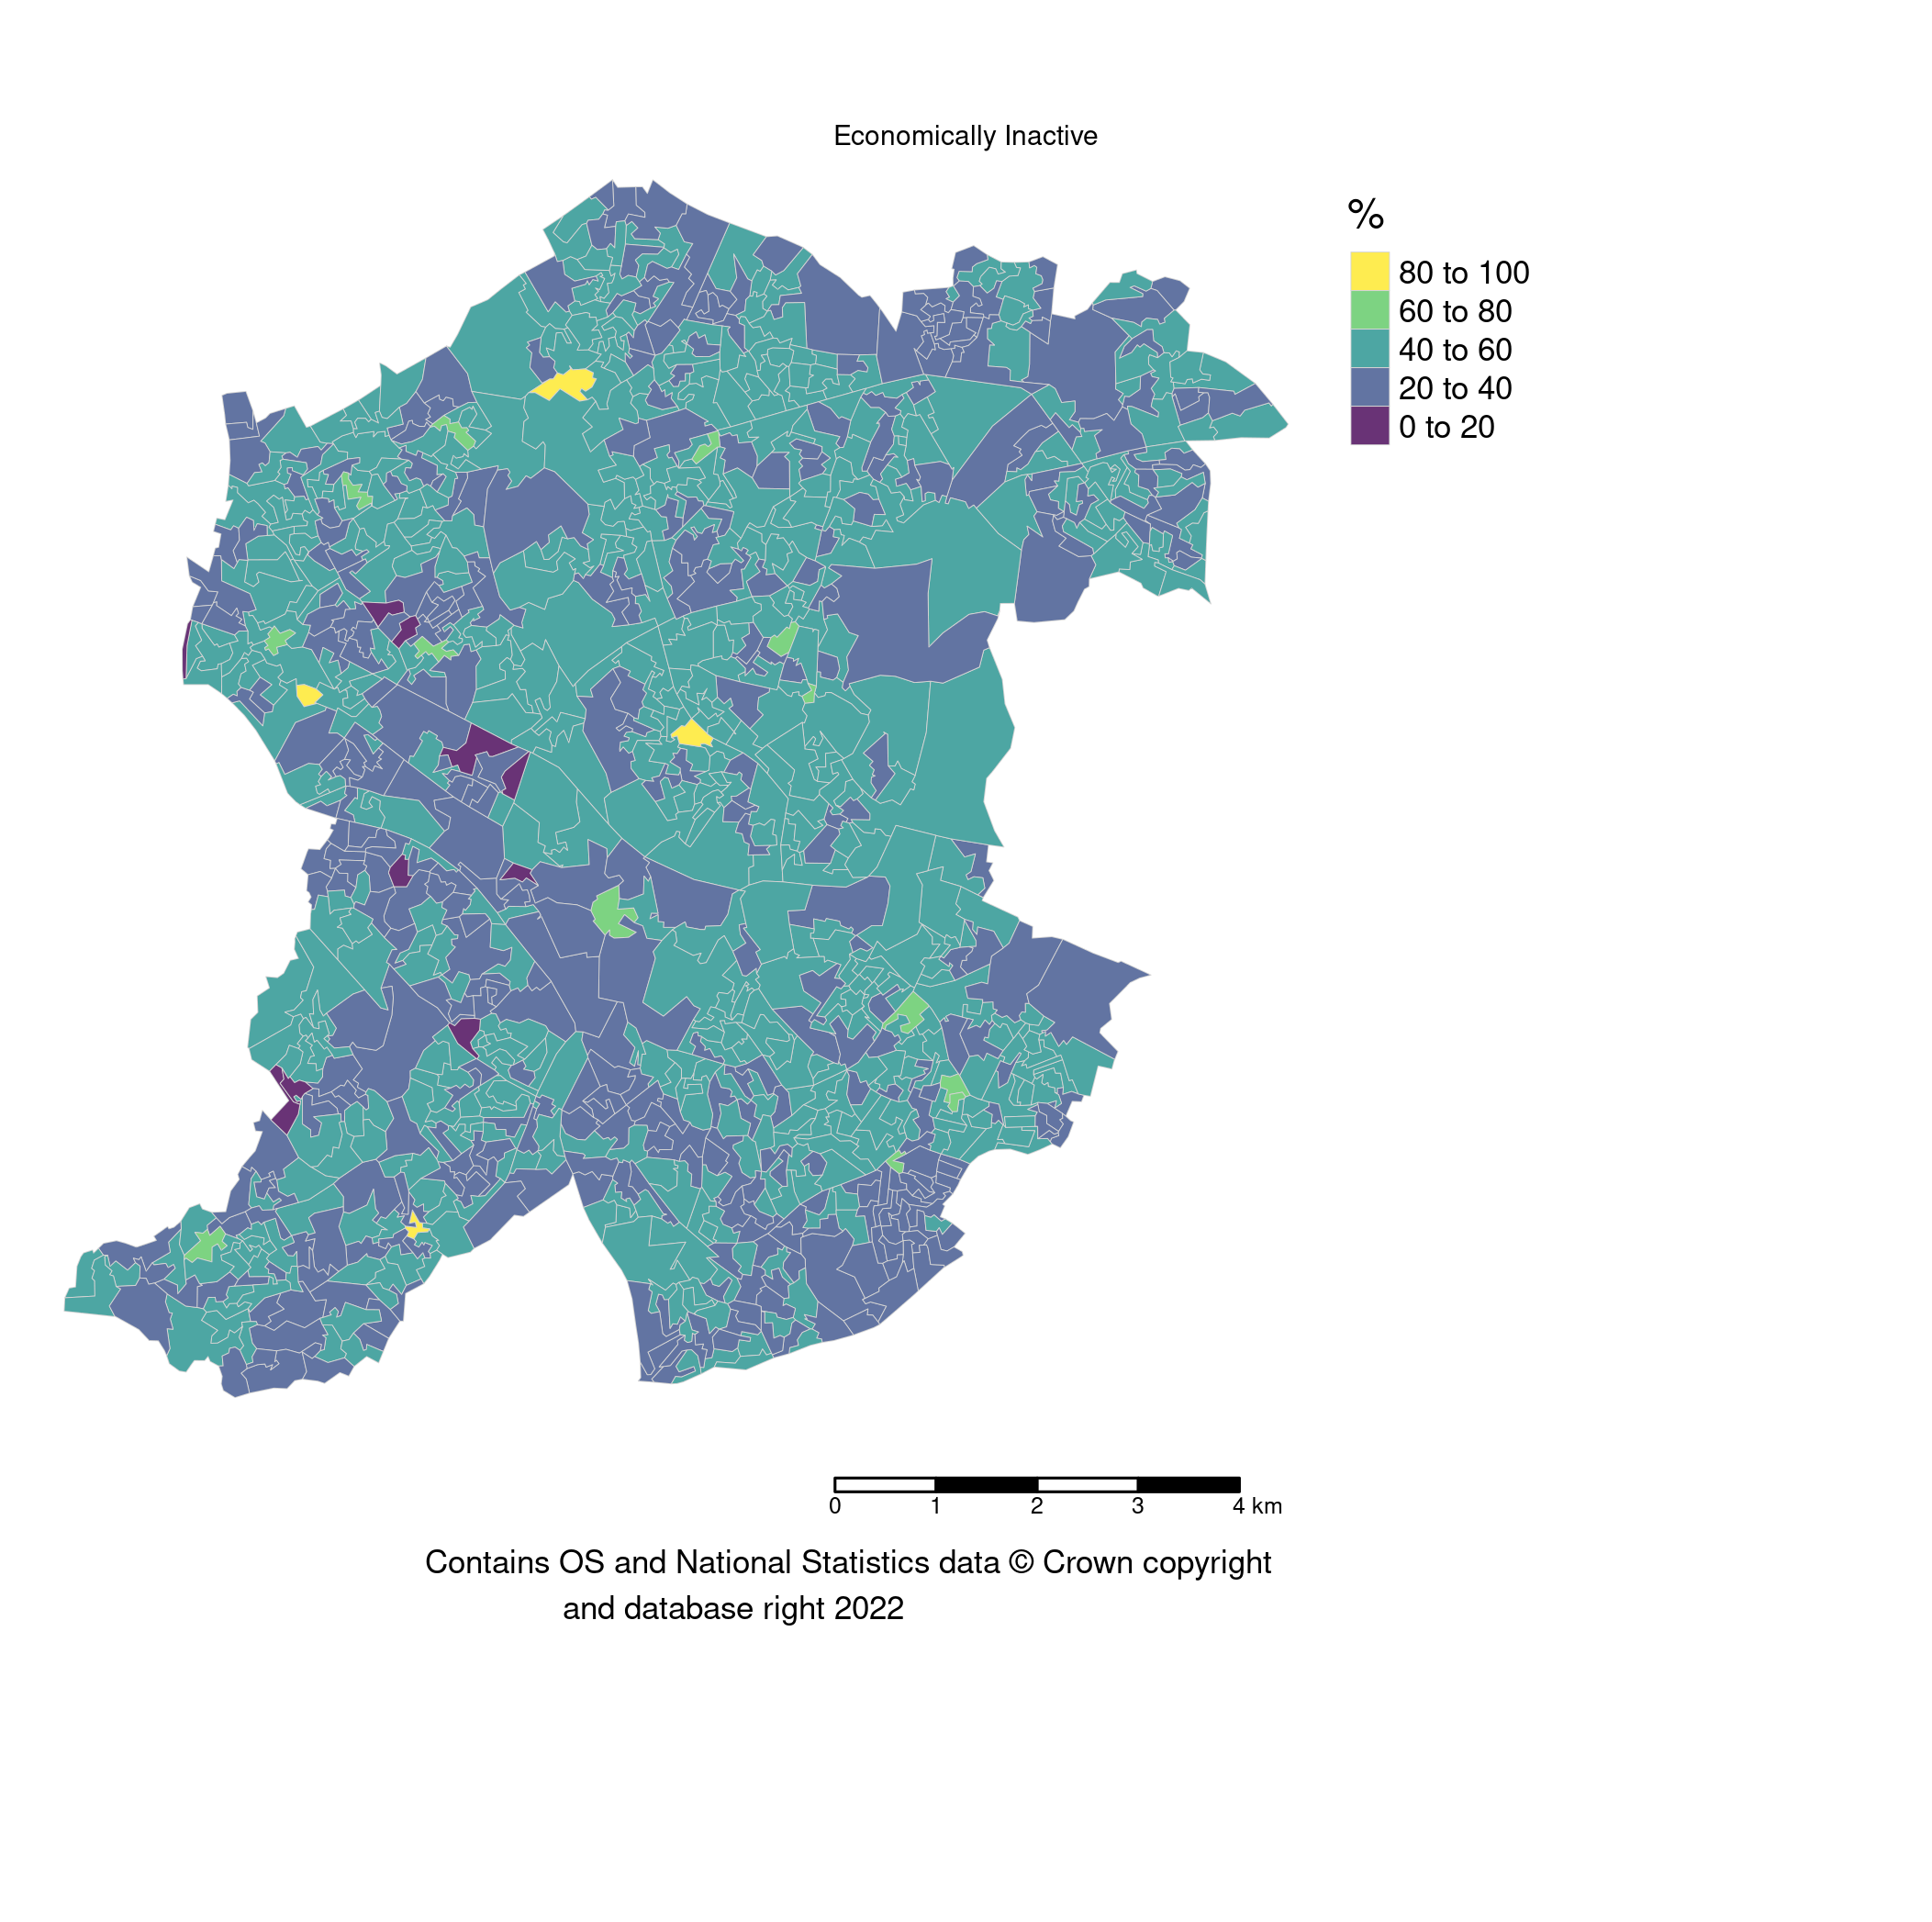 Economically Inactive
%
80 to 100
60 to 80
40 to 60
20 to 40
0 to 20
0 1 2 3 4 km
Contains OS and National Statistics data © Crown copyright
and database right 2022